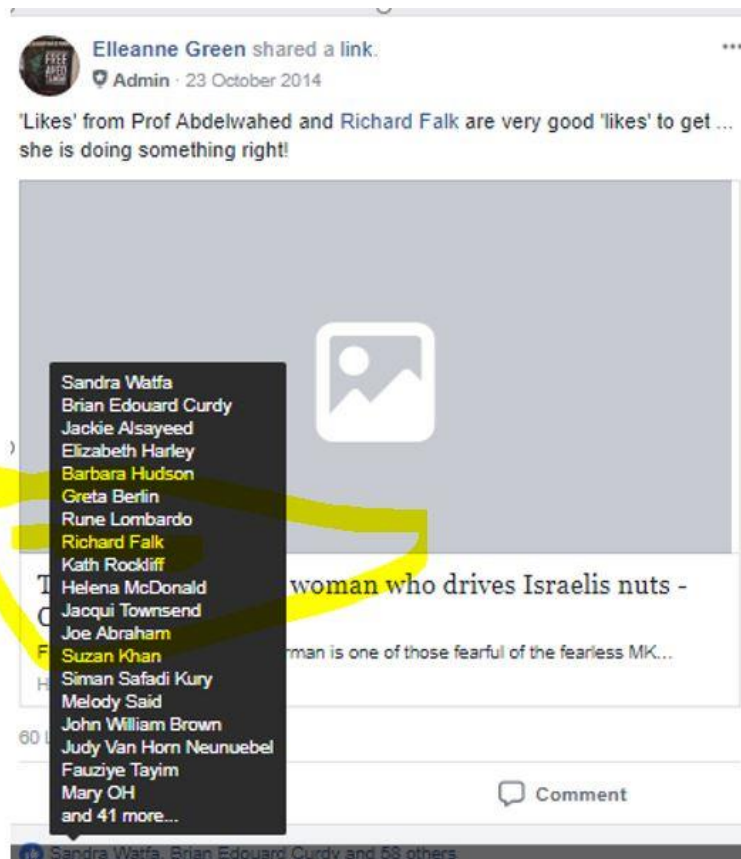 Elleanne Green shared a link.
Admin · 23 October 2014
'Likes' from Prof Abdelwahed and Richard Falk are very good 'likes' to get ...
she is doing something right!
Sandra Watfa
Brian Edouard Curdy
Jackie Alsayeed
Elizabeth Harley
Barbara Hudson
Greta Berlin
Rune Lombardo
Richard Falk
Kath Rockliff
Helena McDonald
Jacqui Townsend
Joe Abraham
Suzan Khan
Siman Safadi Kury
Melody Said
John William Brown
Judy Van Horn Neunuebel
Fauziye Tayim
Mary OH
and 41 more...
woman who drives Israelis nuts -
is one of those fearful of the fearless MK...
60
Comment
Sandra Watfa, Brian Edouard Curdy and 58 others